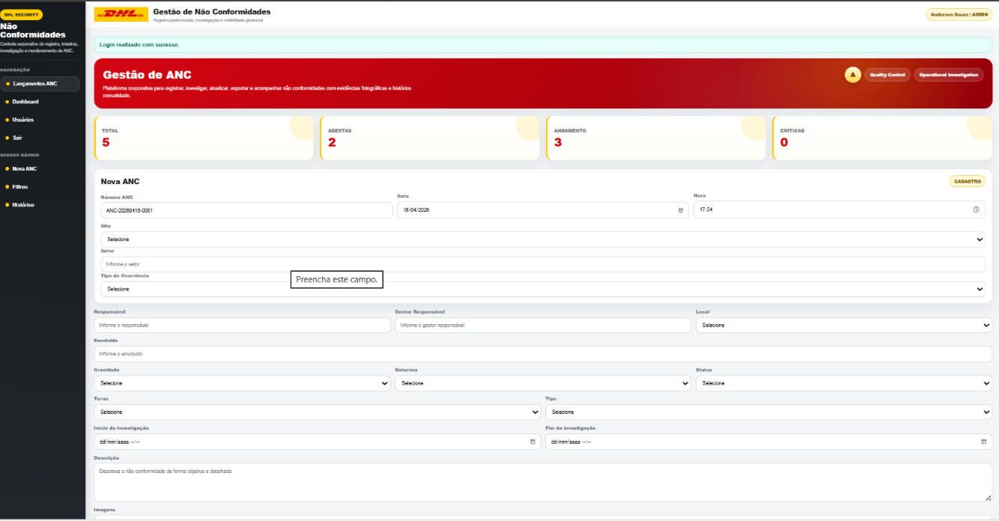 DHL SECURITY
Não
Conformidades
Controle corporativo de registro, tratativa,
investigação e monitoramento de ANC.
NAVEGAÇÃO
Lançamentos ANC
Dashboard
Usuários
Sair
ACESSO RÁPIDO
Nova ANC
Filtros
Histórico
DHL
Gestão de Não Conformidades
Registro padronizado, investigação e visibilidade gerencial
Anderson Souza | ADMIN
Login realizado com sucesso.
Gestão de ANC
Plataforma corporativa para registrar, investigar, atualizar, exportar e acompanhar não conformidades com evidências fotográficas e histórico
consolidado.
A
Quality Control
Operational Investigation
TOTAL
5
ABERTAS
2
ANDAMENTO
3
CRÍTICAS
0
Nova ANC
CADASTRO
Número ANC
Data
Hora
ANC-20260416-0001
16/04/2026
17:24
Site
Selecione
Setor
Informe o setor
Tipo de Ocorrência
Preencha este campo.
Selecione
Responsável
Gestor Responsável
Local
Informe o responsável
Informe o gestor responsável
Selecione
Envolvido
Informe o envolvido
Gravidade
Natureza
Status
Selecione
Selecione
Selecione
Turno
Tipo
Selecione
Selecione
Início da investigação
Fim da investigação
dd/mm/aaaa --:--
dd/mm/aaaa --:--
Descrição
Descreva a não conformidade de forma objetiva e detalhada
Imagens